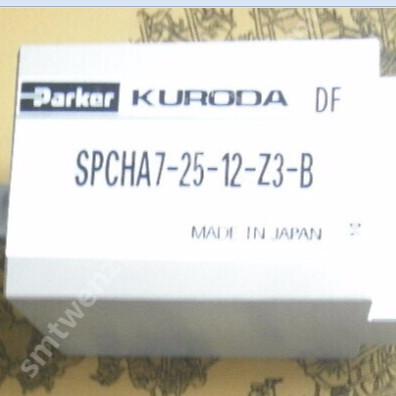 Parker KURODA DF
SPCHA7-25-12-Z3-B
MADE IN JAPAN